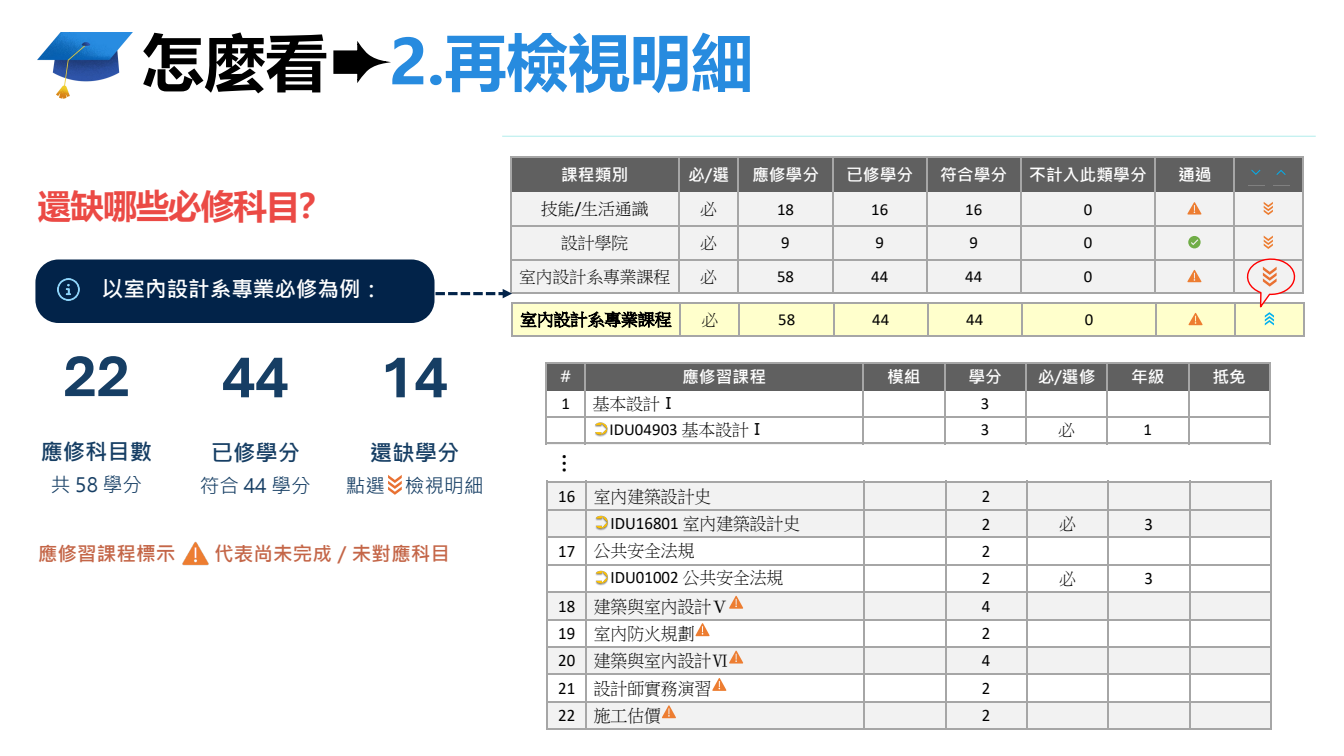 怎麼看➨2.再檢視明細
還缺哪些必修科目?
以室內設計系專業必修為例：
22 44 14
應修科目數 已修學分 還缺學分
共 58 學分 符合 44 學分 點選 檢視明細
應修習課程標示 代表尚未完成 / 未對應科目
課程類別 必/選 應修學分 已修學分 符合學分 不計入此類學分 通過
技能/生活通識 必 18 16 16 0
設計學院 必 9 9 9 0
室內設計系專業課程 必 58 44 44 0
室內設計系專業課程 必 58 44 44 0
# 應修習課程 模組 學分 必/選修 年級 抵免
1 基本設計Ⅰ 3
IDU04903 基本設計Ⅰ 3 必 1
⋮
16 室內建築設計史 2
IDU16801 室內建築設計史 2 必 3
17 公共安全法規 2
IDU01002 公共安全法規 2 必 3
18 建築與室內設計Ⅴ 4
19 室內防火規劃 2
20 建築與室內設計Ⅵ 4
21 設計師實務演習 2
22 施工估價 2